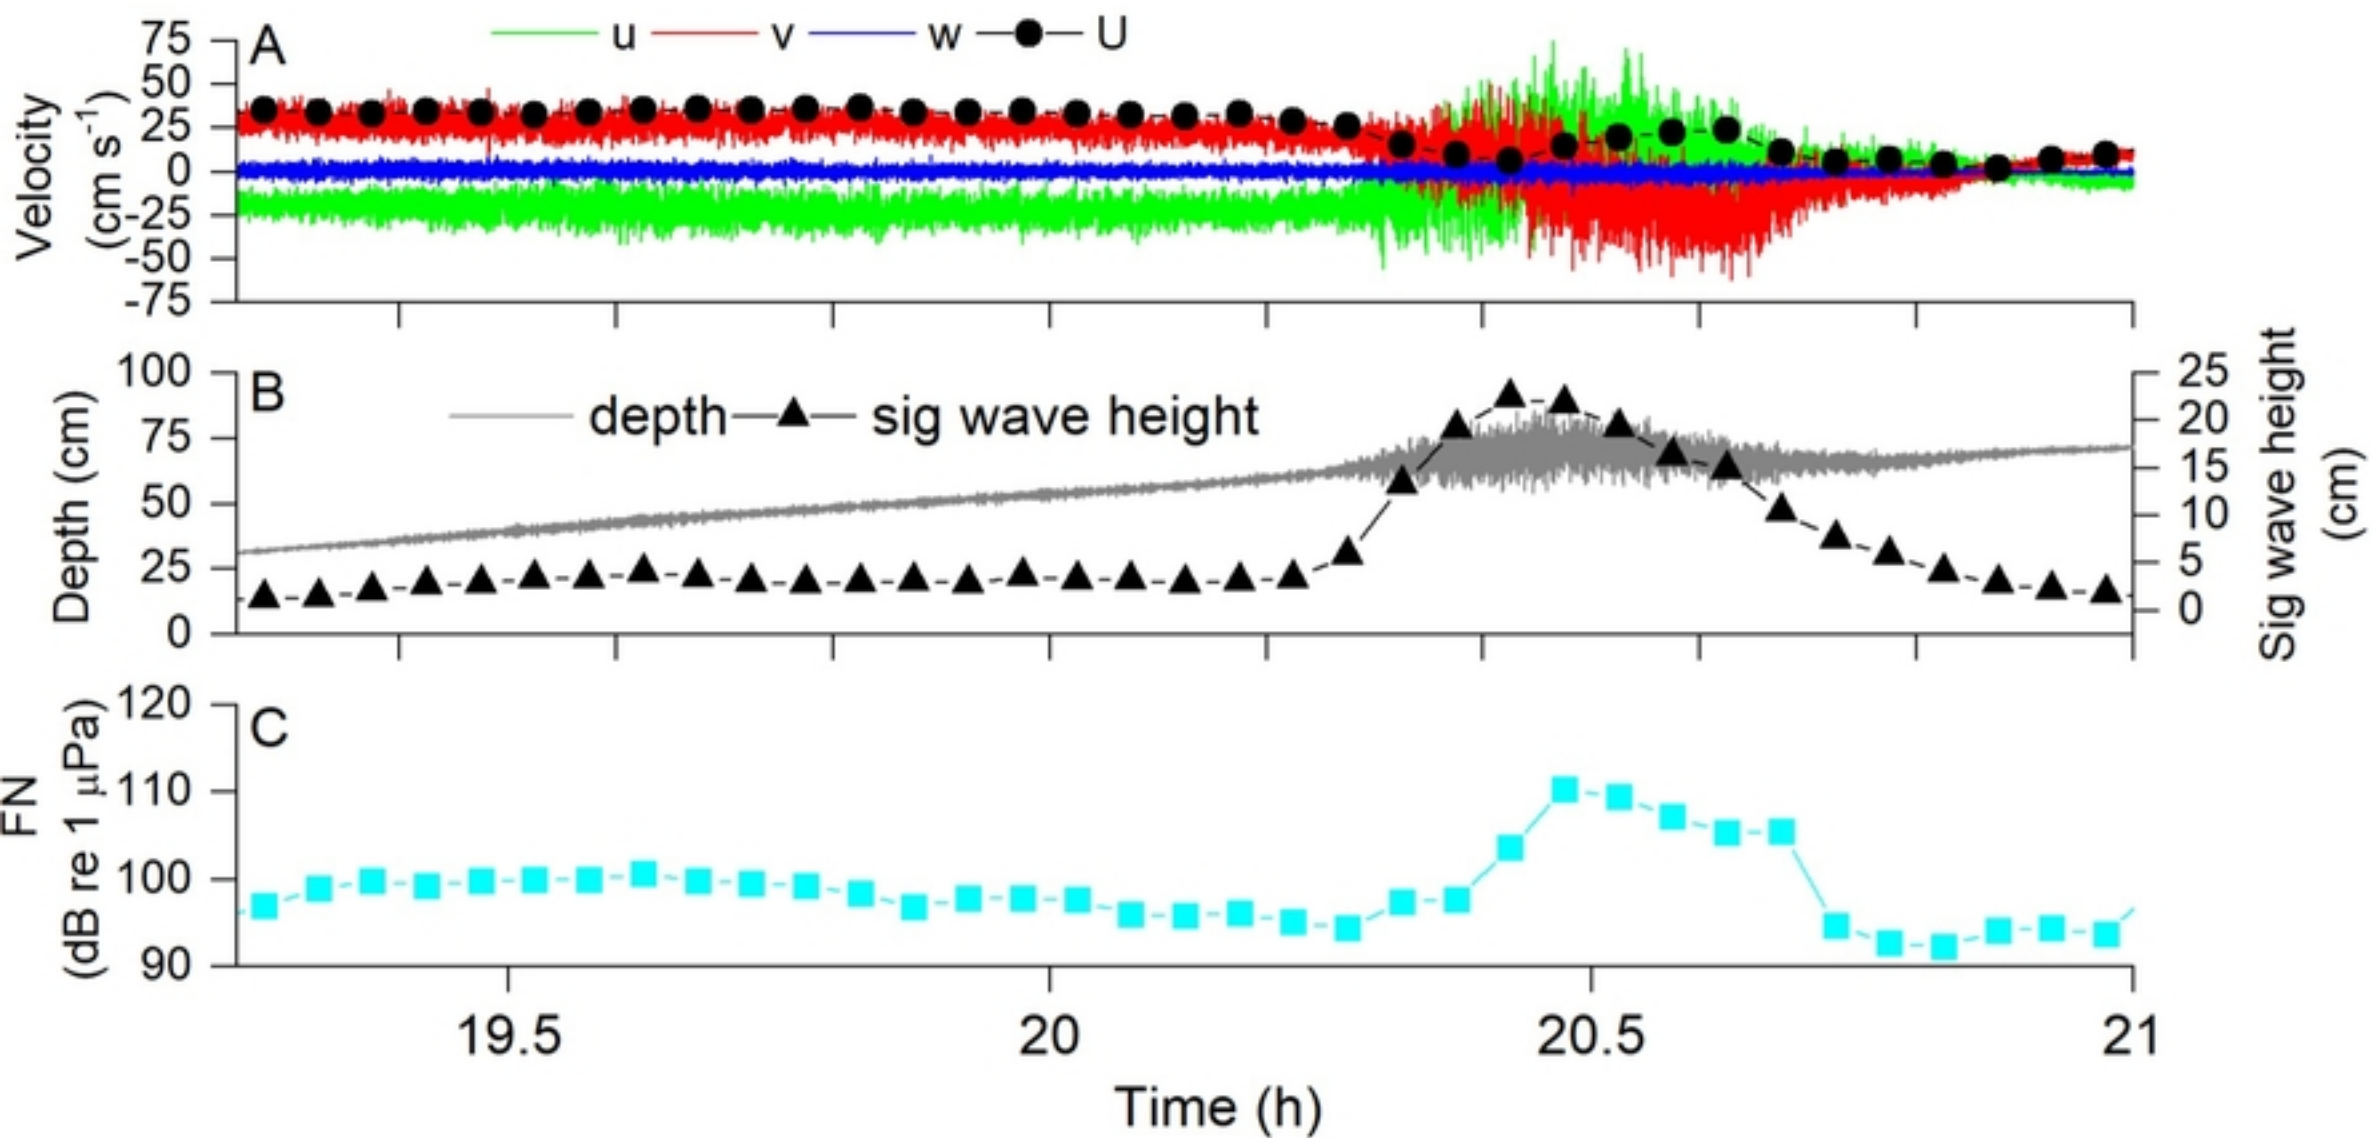 A
u v w U
75
50
25
0
-25
-50
-75
Velocity
(cm s⁻¹)
B
depth sig wave height
100
75
50
25
0
Depth (cm)
25
20
15
10
5
0
Sig wave height
(cm)
C
120
110
100
90
FN
(dB re 1 μPa)
19.5 20 20.5 21
Time (h)